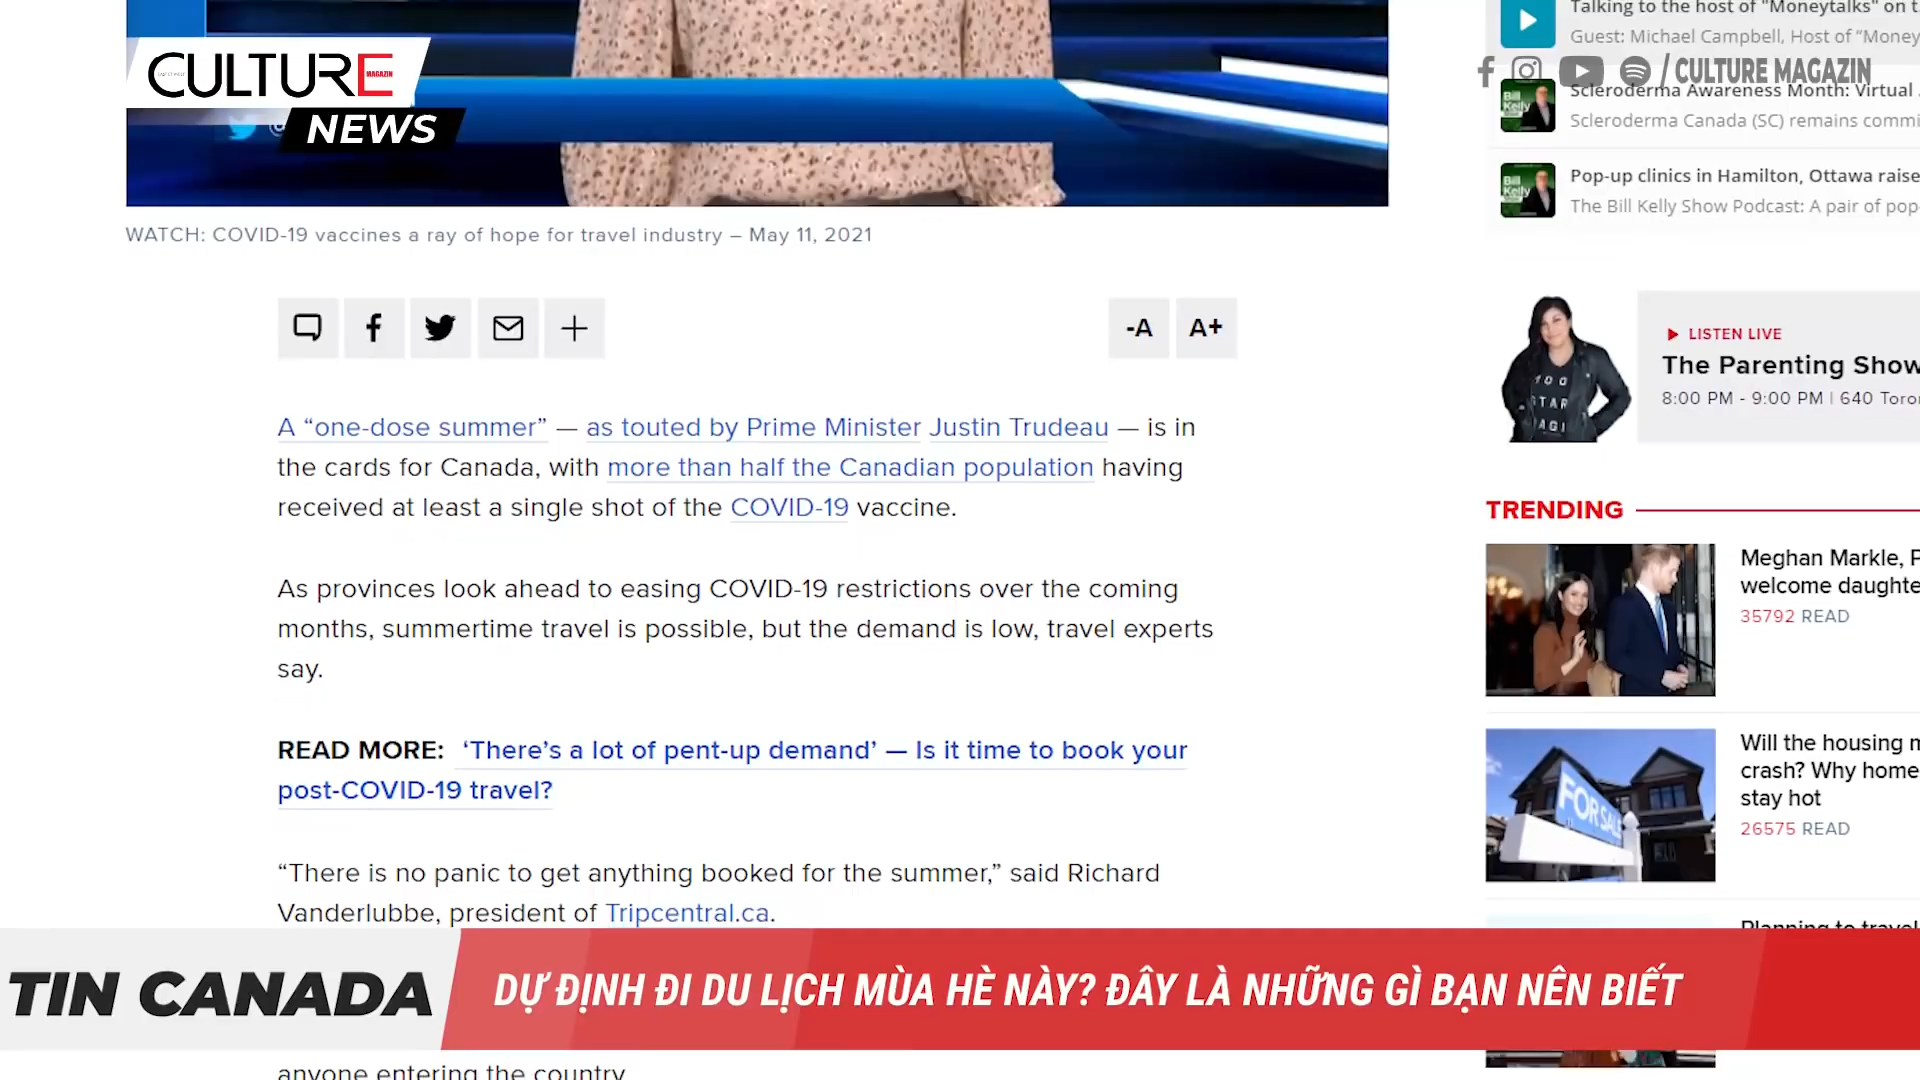 CULTURE
MAGAZIN
NEWS
/ CULTURE MAGAZIN
WATCH: COVID-19 vaccines a ray of hope for travel industry – May 11, 2021
-A A+
A “one-dose summer” — as touted by Prime Minister Justin Trudeau — is in
the cards for Canada, with more than half the Canadian population having
received at least a single shot of the COVID-19 vaccine.
As provinces look ahead to easing COVID-19 restrictions over the coming
months, summertime travel is possible, but the demand is low, travel experts
say.
READ MORE: ‘There’s a lot of pent-up demand’ — Is it time to book your
post-COVID-19 travel?
“There is no panic to get anything booked for the summer,” said Richard
Vanderlubbe, president of Tripcentral.ca.
anyone entering the country
Talking to the host of "Moneytalks" on
Guest: Michael Campbell, Host of “Money
Scleroderma Awareness Month: Virtual
Scleroderma Canada (SC) remains
Bill
Kelly
Pop-up clinics in Hamilton, Ottawa raise
The Bill Kelly Show Podcast: A pair of pop
Bill
Kelly
LISTEN LIVE
The Parenting Show
8:00 PM - 9:00 PM | 640
TRENDING
Meghan Markle,
welcome
35792 READ
Will the housing
crash? Why home
stay hot
26575 READ
FOR SALE
Planning to travel
TIN CANADA
DỰ ĐỊNH ĐI DU LỊCH MÙA HÈ NÀY? ĐÂY LÀ NHỮNG GÌ BẠN NÊN BIẾT